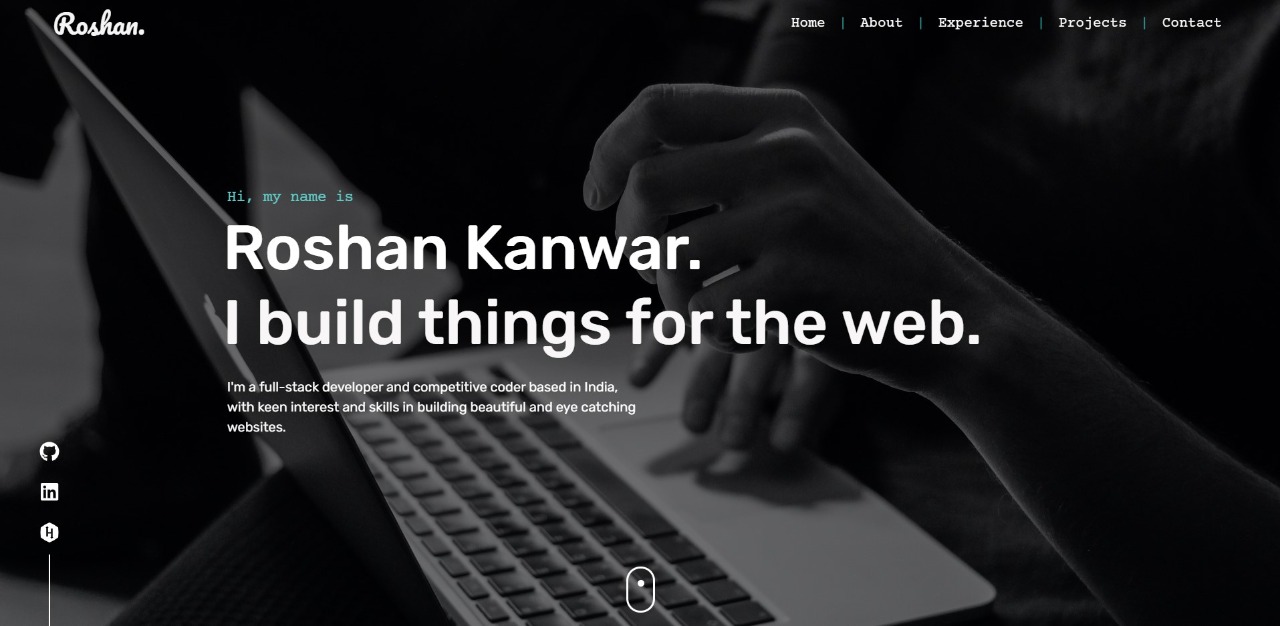 Roshan.
Home | About | Experience | Projects | Contact
Hi, my name is
Roshan Kanwar.
I build things for the web.
I'm a full-stack developer and competitive coder based in India,
with keen interest and skills in building beautiful and eye catching
websites.